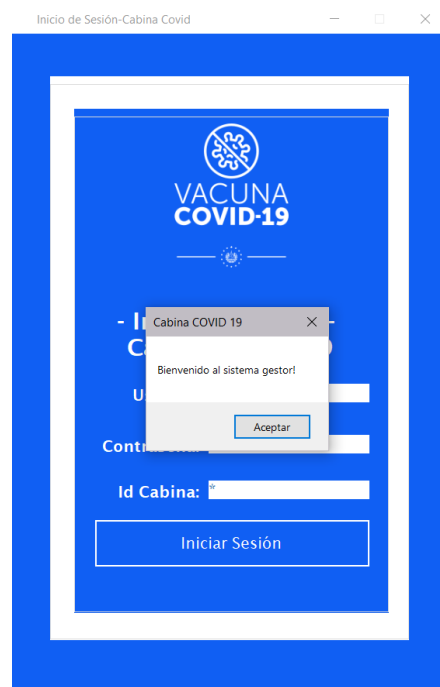 Inicio de Sesión-Cabina Covid
VACUNA
COVID-19
Cabina COVID 19
Bienvenido al sistema gestor!
Aceptar
Id Cabina: *
Iniciar Sesión